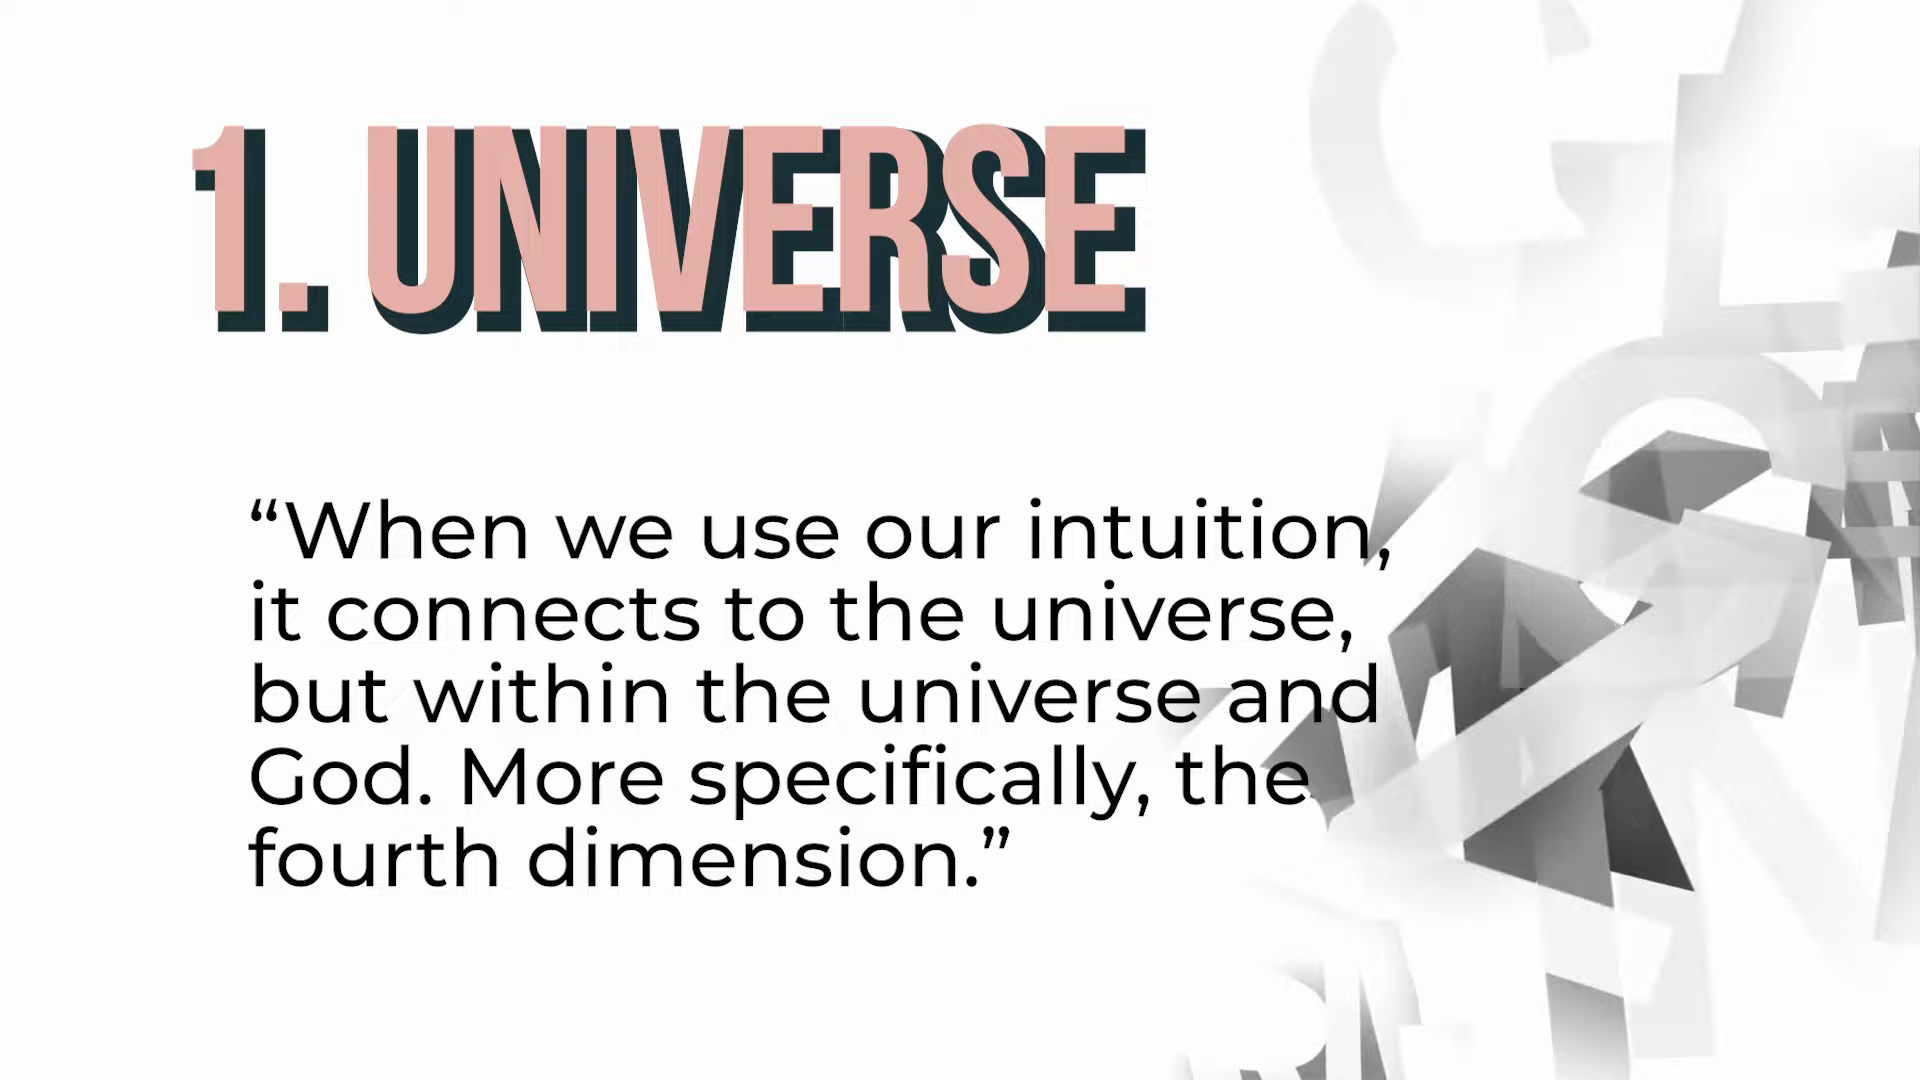 1. UNIVERSE
“When we use our intuition,
it connects to the universe,
but within the universe and
God. More specifically, the
fourth dimension.”